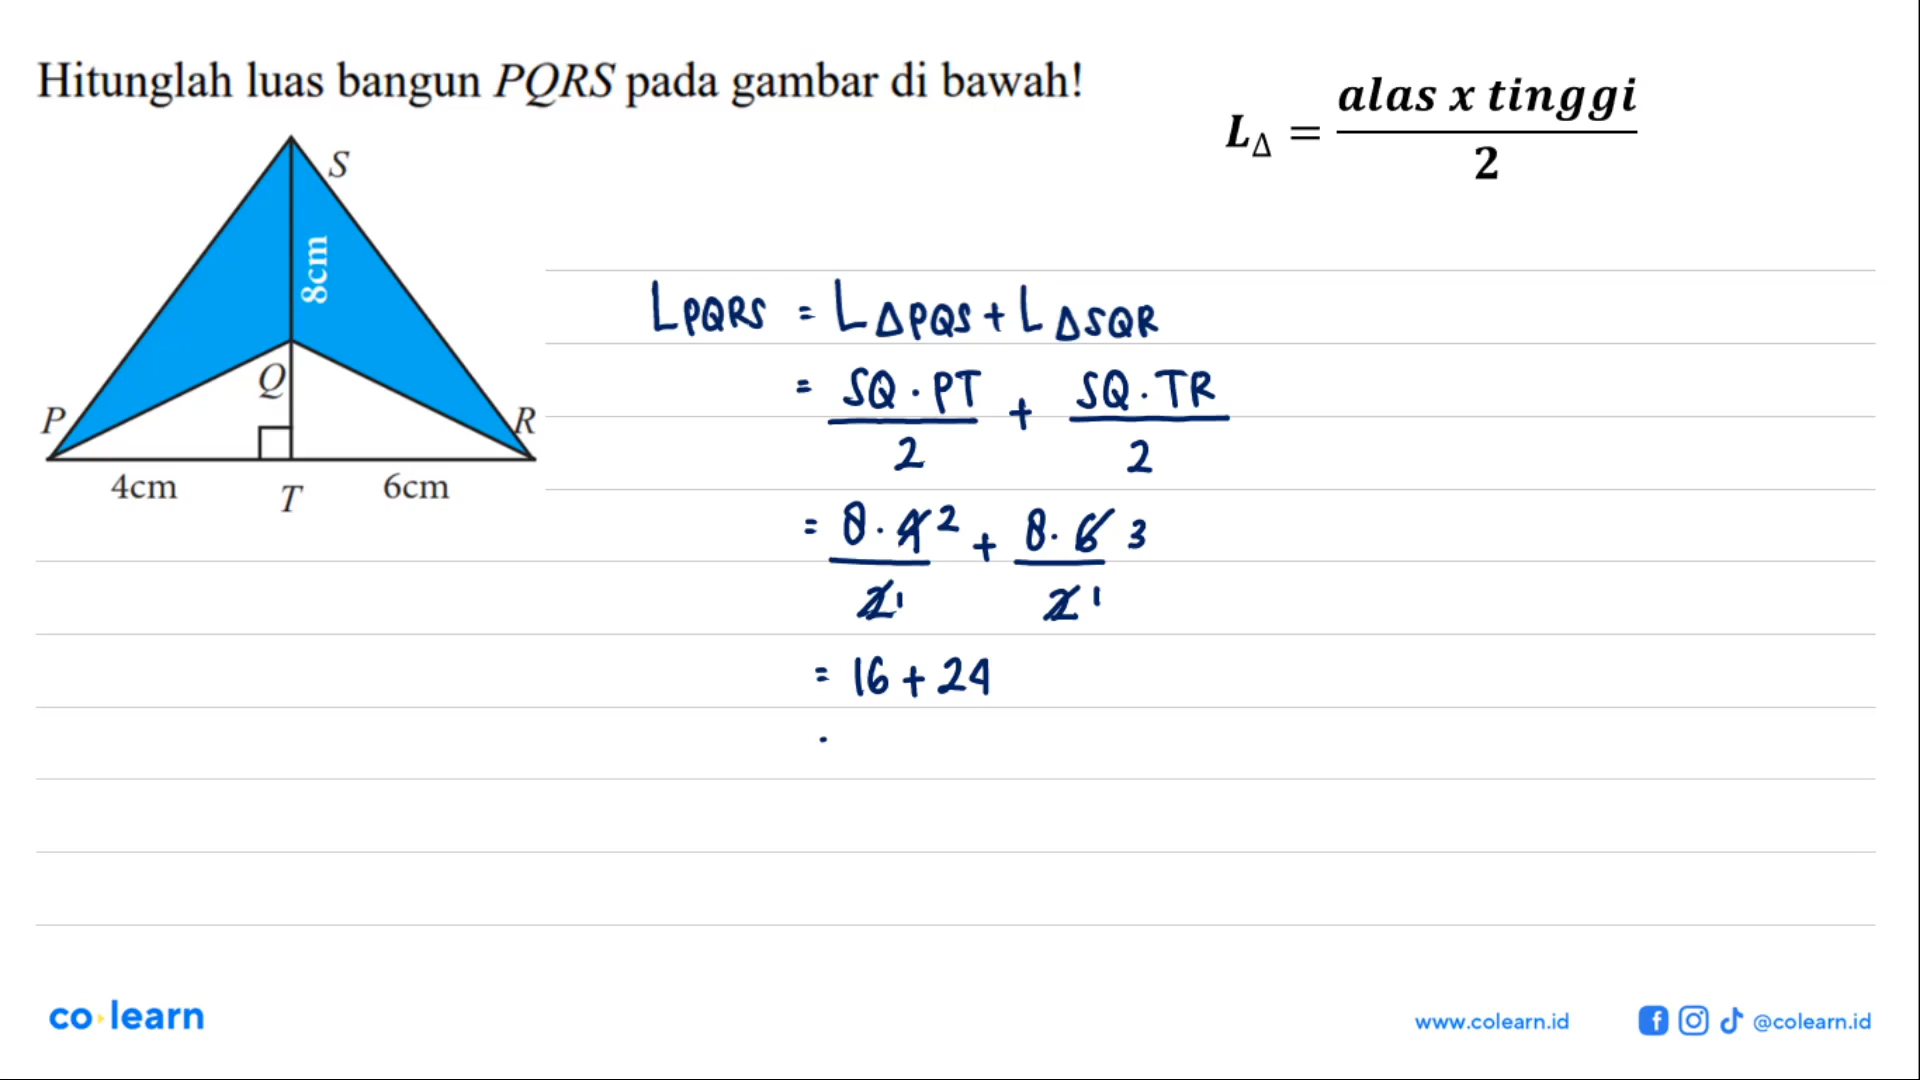 Hitunglah luas bangun PQRS pada gambar di bawah!
L△ = alas x tinggi / 2
S
8cm
Q
P
R
4cm
T
6cm
LPQRS = L△PQS + L△SQR
= SQ . PT / 2 + SQ . TR / 2
= 8 . 4 2 / 2 1 + 8 . 6 3 / 2 1
= 16 + 24
co learn
www.colearn.id
@colearn.id